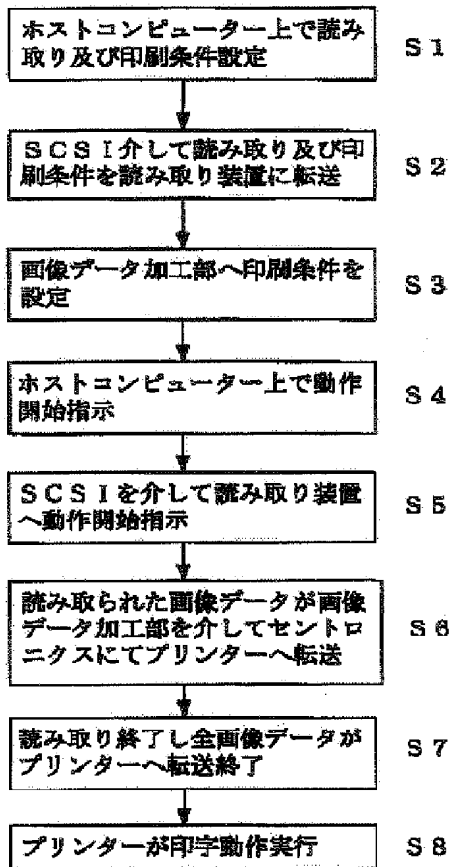 ホストコンピューター上で読み
取り及び印刷条件設定
S1
SCSI介して読み取り及び印
刷条件を読み取り装置に転送
S2
画像データ加工部へ印刷条件を
設定
S3
ホストコンピューター上で動作
開始指示
S4
SCSIを介して読み取り装置
へ動作開始指示
S5
読み取られた画像データが画像
データ加工部を介してセントロ
ニクスにてプリンターへ転送
S6
読み取り終了し全画像データが
プリンターへ転送終了
S7
プリンターが印字動作実行
S8